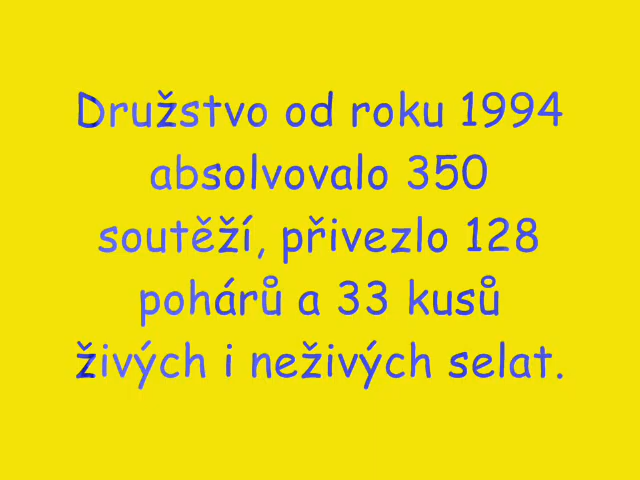 Družstvo od roku 1994
absolvovalo 350
soutěží, přivezlo 128
pohárů a 33 kusů
živých i neživých selat.